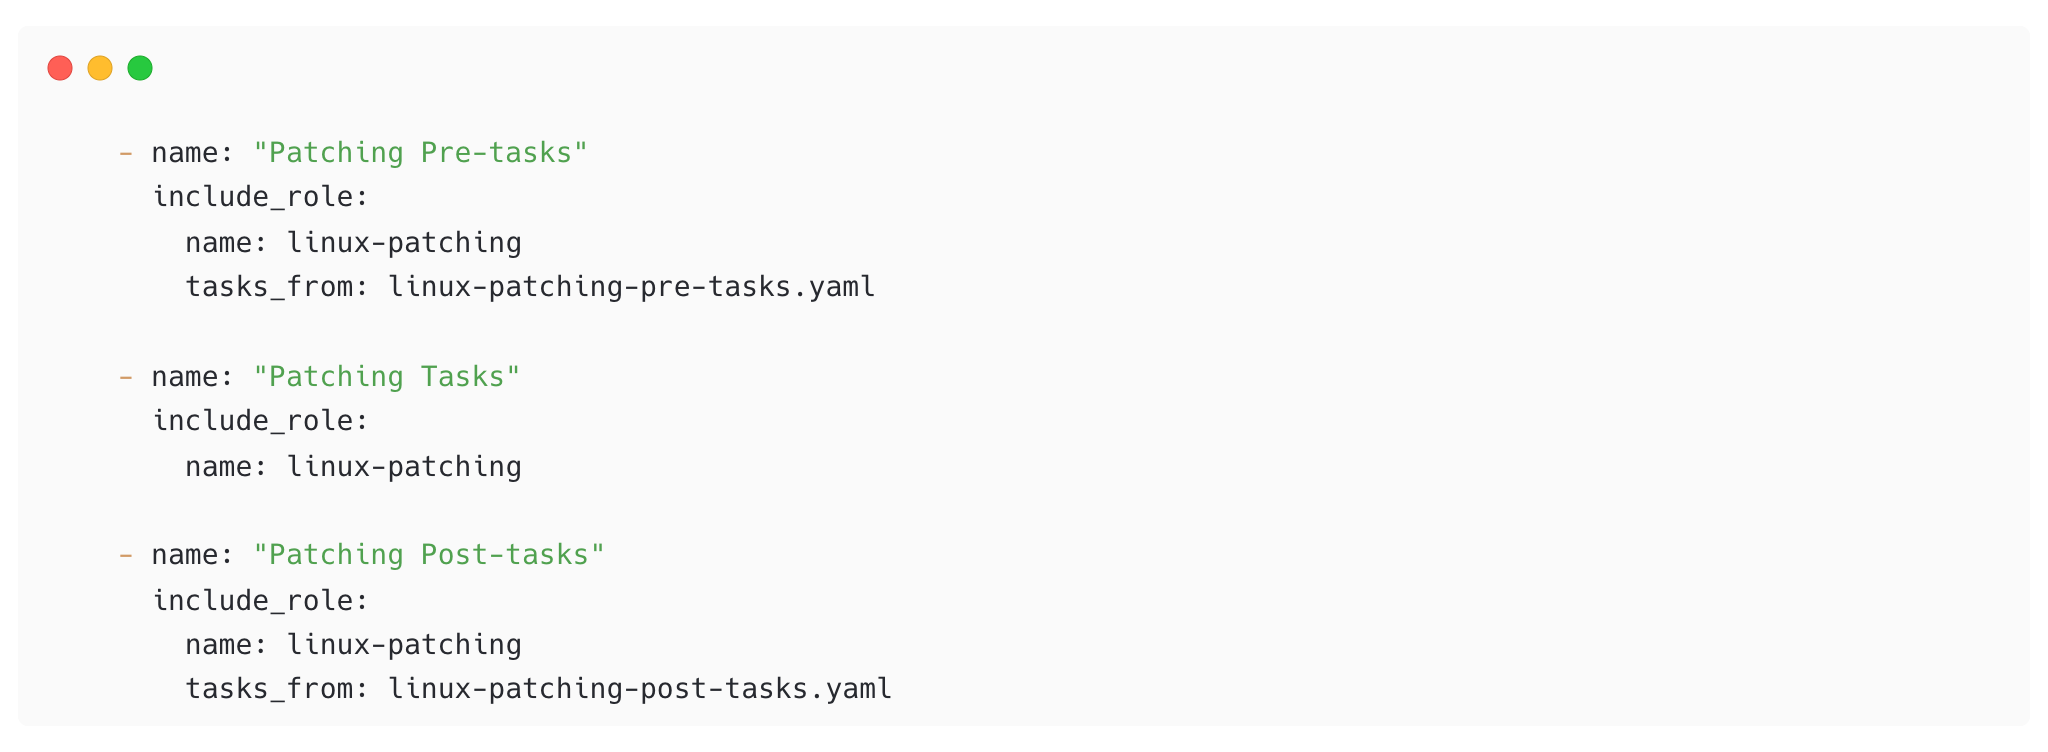 - name: "Patching Pre-tasks"
  include_role:
    name: linux-patching
    tasks_from: linux-patching-pre-tasks.yaml

- name: "Patching Tasks"
  include_role:
    name: linux-patching

- name: "Patching Post-tasks"
  include_role:
    name: linux-patching
    tasks_from: linux-patching-post-tasks.yaml